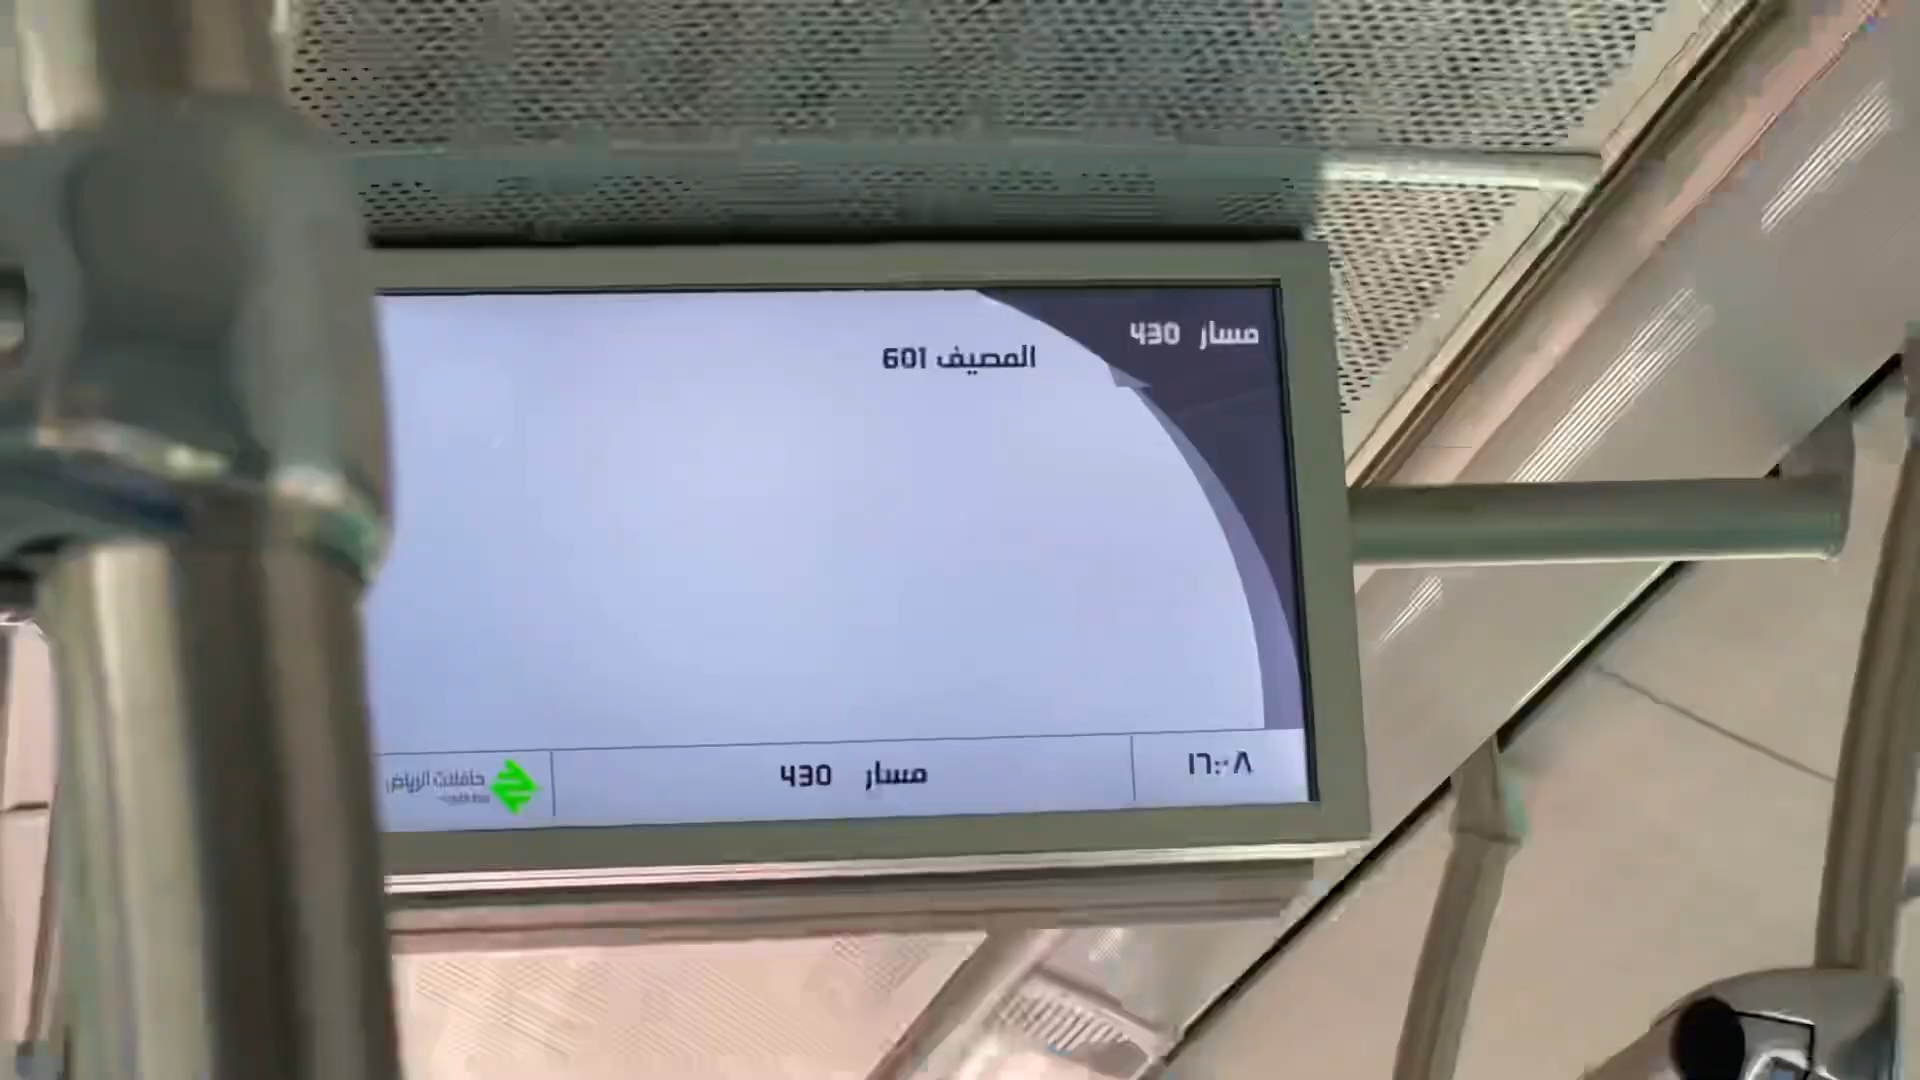 مسار 430
المصيف 601
١٦:٠٨
مسار 430
حافلات الرياض